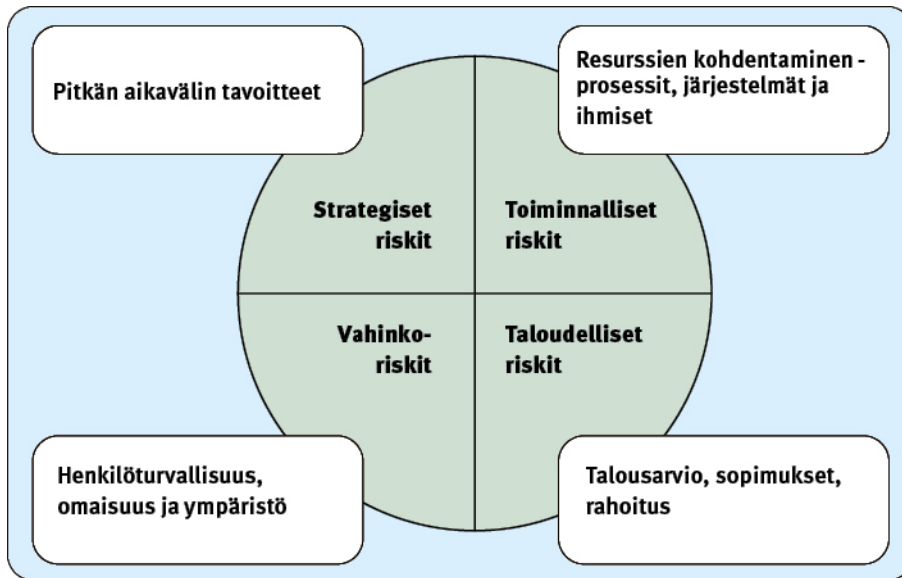 Pitkän aikavälin tavoitteet
Resurssien kohdentaminen -
prosessit, järjestelmät ja
ihmiset
Strategiset
riskit
Toiminnalliset
riskit
Vahinko-
riskit
Taloudelliset
riskit
Henkilöturvallisuus,
omaisuus ja ympäristö
Talousarvio, sopimukset,
rahoitus